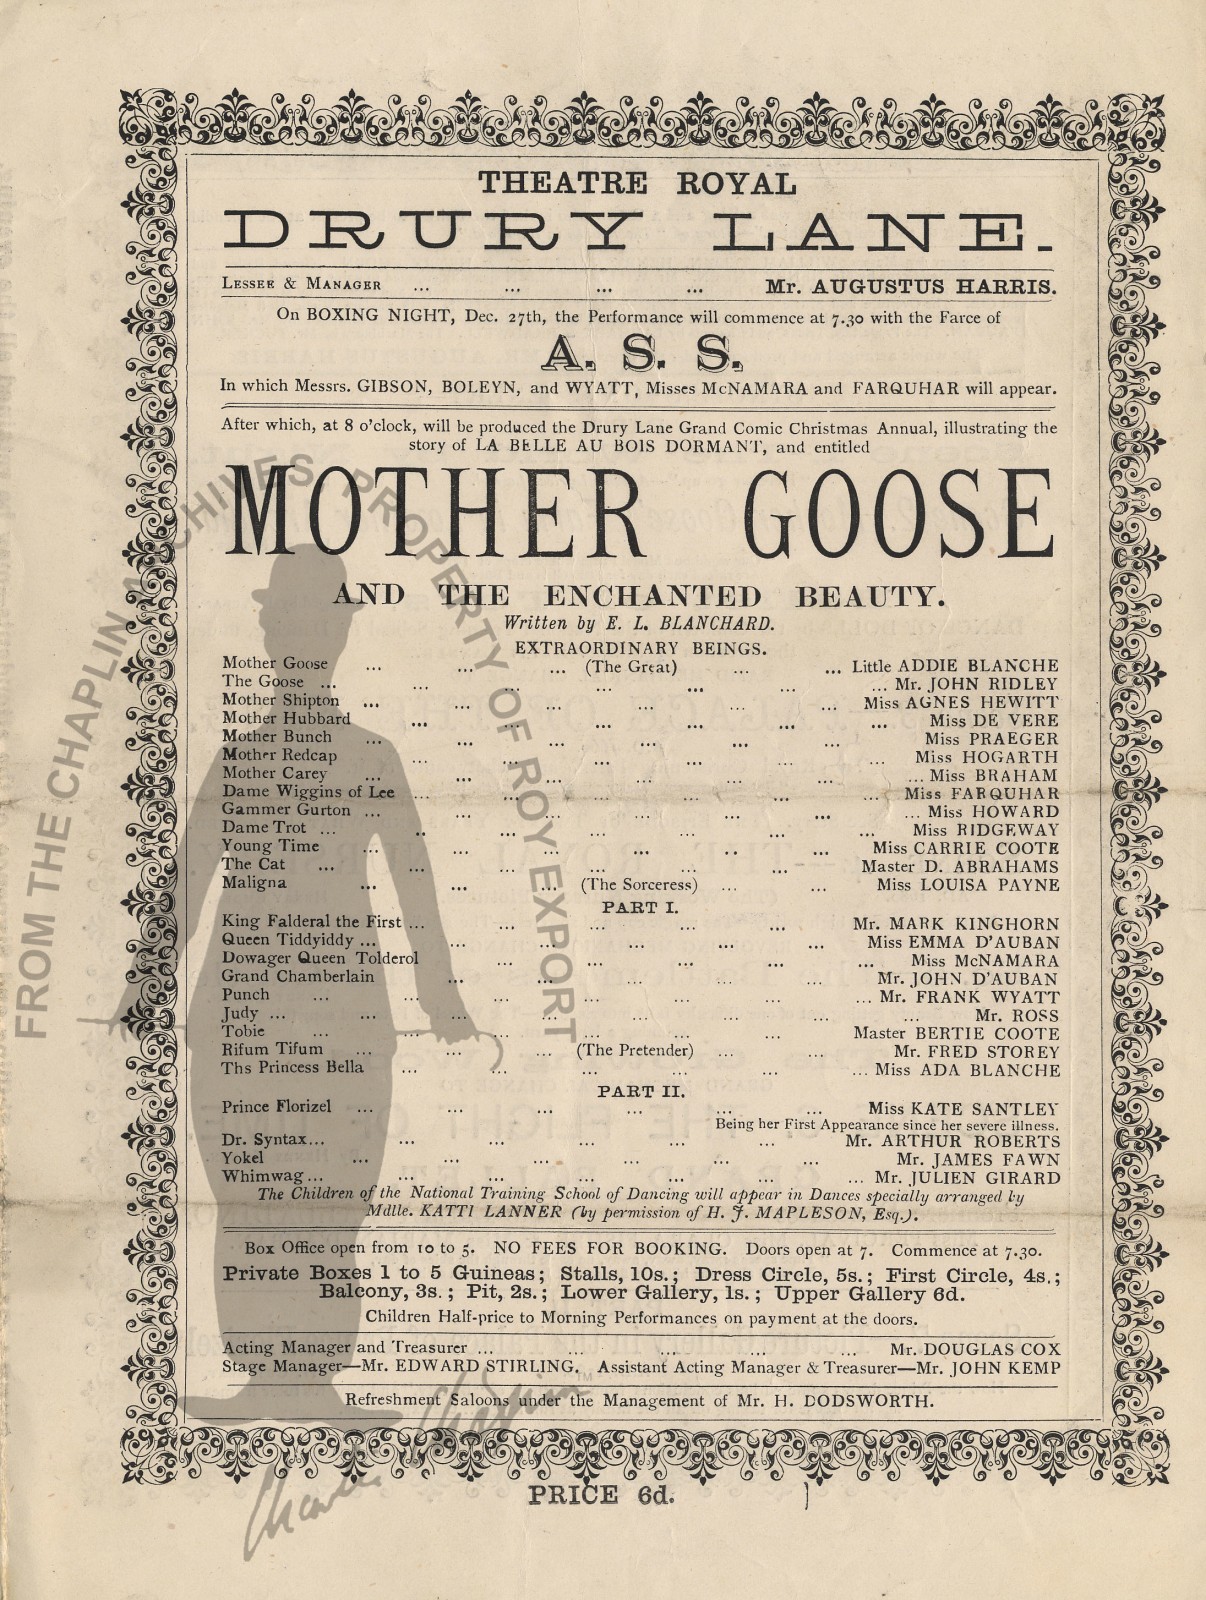 THEATRE ROYAL
DRURY LANE.
LESSEE & MANAGER ... ... ... ... Mr. AUGUSTUS HARRIS.
On BOXING NIGHT, Dec. 27th, the Performance will commence at 7.30 with the Farce of
A. S. S.
In which Messrs. GIBSON, BOLEYN, and WYATT, Misses McNAMARA and FARQUHAR will appear.
After which, at 8 o'clock, will be produced the Drury Lane Grand Comic Christmas Annual, illustrating the
story of LA BELLE AU BOIS DORMANT, and entitled
MOTHER GOOSE
AND THE ENCHANTED BEAUTY.
Written by E. L. BLANCHARD.
EXTRAORDINARY BEINGS.
Mother Goose ... ... ... (The Great) ... ... Little ADDIE BLANCHE
The Goose ... ... ... ... ... ... ... Mr. JOHN RIDLEY
Mother Shipton ... ... ... ... ... ... Miss AGNES HEWITT
Mother Hubbard ... ... ... ... ... ... Miss DE VERE
Mother Bunch ... ... ... ... ... ... Miss PRAEGER
Mother Redcap ... ... ... ... ... ... Miss HOGARTH
Mother Carey ... ... ... ... ... ... ... Miss BRAHAM
Dame Wiggins of Lee ... ... ... ... ... ... Miss FARQUHAR
Gammer Gurton ... ... ... ... ... ... ... Miss HOWARD
Dame Trot ... ... ... ... ... ... ... Miss RIDGEWAY
Young Time ... ... ... ... ... ... Miss CARRIE COOTE
The Cat ... ... ... ... ... ... Master D. ABRAHAMS
Maligna ... ... ... (The Sorceress) ... ... Miss LOUISA PAYNE
PART I.
King Falderal the First ... ... ... ... ... Mr. MARK KINGHORN
Queen Tiddyiddy ... ... ... ... ... ... Miss EMMA D'AUBAN
Dowager Queen Tolderol ... ... ... ... ... Miss McNAMARA
Grand Chamberlain ... ... ... ... ... Mr. JOHN D'AUBAN
Punch ... ... ... ... ... ... ... Mr. FRANK WYATT
Judy ... ... ... ... ... ... ... ... Mr. ROSS
Tobie ... ... ... ... ... ... Master BERTIE COOTE
Rifum Tifum ... ... ... (The Pretender) ... ... Mr. FRED STOREY
Ths Princess Bella ... ... ... ... ... ... Miss ADA BLANCHE
PART II.
Prince Florizel ... ... ... ... ... ... Miss KATE SANTLEY
Being her First Appearance since her severe illness.
Dr. Syntax... ... ... ... ... ... Mr. ARTHUR ROBERTS
Yokel ... ... ... ... ... ... Mr. JAMES FAWN
Whimwag ... ... ... ... ... ... ... Mr. JULIEN GIRARD
The Children of the National Training School of Dancing will appear in Dances specially arranged by
Mdlle. KATTI LANNER (by permission of H. J. MAPLESON, Esq.).
Box Office open from 10 to 5. NO FEES FOR BOOKING. Doors open at 7. Commence at 7.30.
Private Boxes 1 to 5 Guineas; Stalls, 10s.; Dress Circle, 5s.; First Circle, 4s.;
Balcony, 3s.; Pit, 2s.; Lower Gallery, 1s.; Upper Gallery 6d.
Children Half-price to Morning Performances on payment at the doors.
Acting Manager and Treasurer ... ... ... ... ... Mr. DOUGLAS COX
Stage Manager—Mr. EDWARD STIRLING. Assistant Acting Manager & Treasurer—Mr. JOHN KEMP
Refreshment Saloons under the Management of Mr. H. DODSWORTH.
PRICE 6d.
FROM THE CHAPLIN ARCHIVES PROPERTY OF ROY EXPORT
Charlie Chaplin™